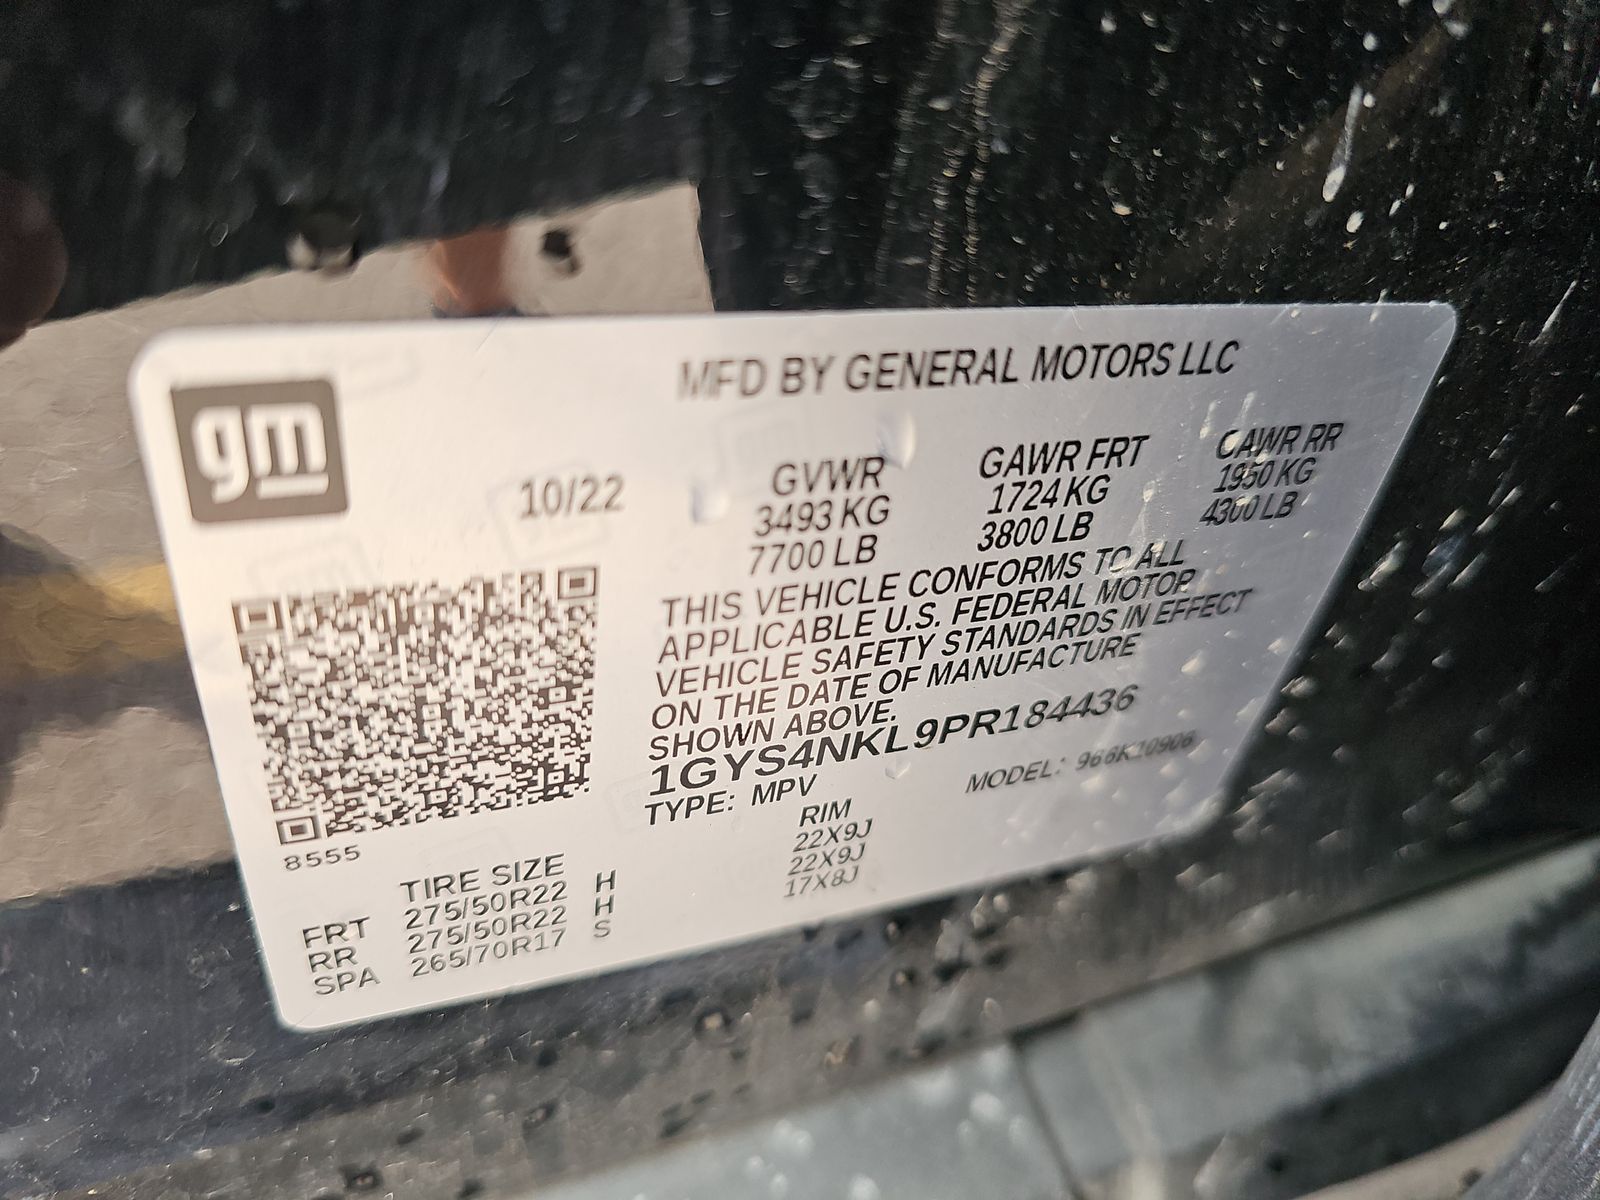 gm
MFD BY GENERAL MOTORS LLC
10/22
GVWR GAWR FRT GAWR RR
3493 KG 1724 KG 1950 KG
7700 LB 3800 LB 4300 LB
THIS VEHICLE CONFORMS TO ALL
APPLICABLE U.S. FEDERAL MOTOR
VEHICLE SAFETY STANDARDS IN EFFECT
ON THE DATE OF MANUFACTURE
SHOWN ABOVE.
1GYS4NKL9PR184436
TYPE: MPV MODEL: 966K10906
8555
TIRE SIZE RIM
FRT 275/50R22 H 22X9J
RR 275/50R22 H 22X9J
SPA 265/70R17 S 17X8J